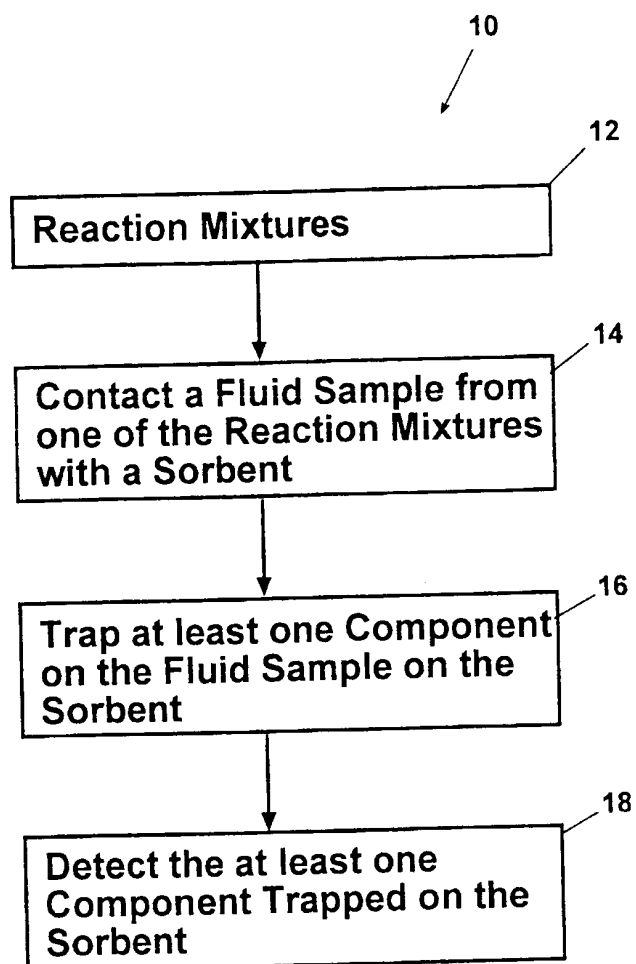 10
12
Reaction Mixtures
14
Contact a Fluid Sample from
one of the Reaction Mixtures
with a Sorbent
16
Trap at least one Component
on the Fluid Sample on the
Sorbent
18
Detect the at least one
Component Trapped on the
Sorbent